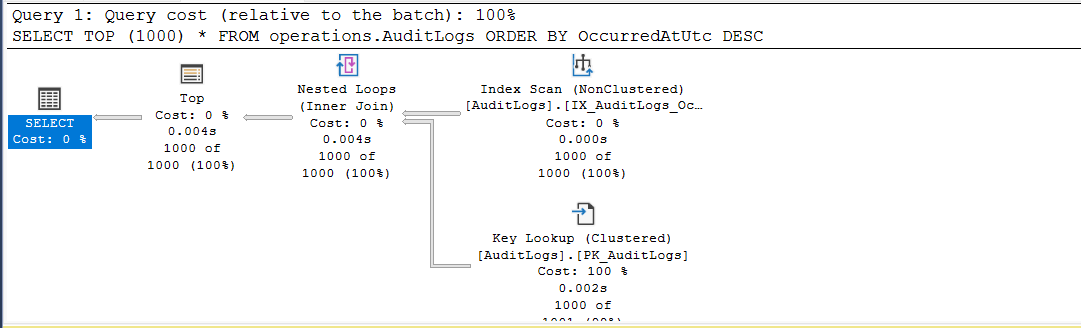 Query 1: Query cost (relative to the batch): 100%
SELECT TOP (1000) * FROM operations.AuditLogs ORDER BY OccurredAtUtc DESC
SELECT
Cost: 0 %
Top
Cost: 0 %
0.004s
1000 of
1000 (100%)
Nested Loops
(Inner Join)
Cost: 0 %
0.004s
1000 of
1000 (100%)
Index Scan (NonClustered)
[AuditLogs].[IX_AuditLogs_Oc…
Cost: 0 %
0.000s
1000 of
1000 (100%)
Key Lookup (Clustered)
[AuditLogs].[PK_AuditLogs]
Cost: 100 %
0.002s
1000 of